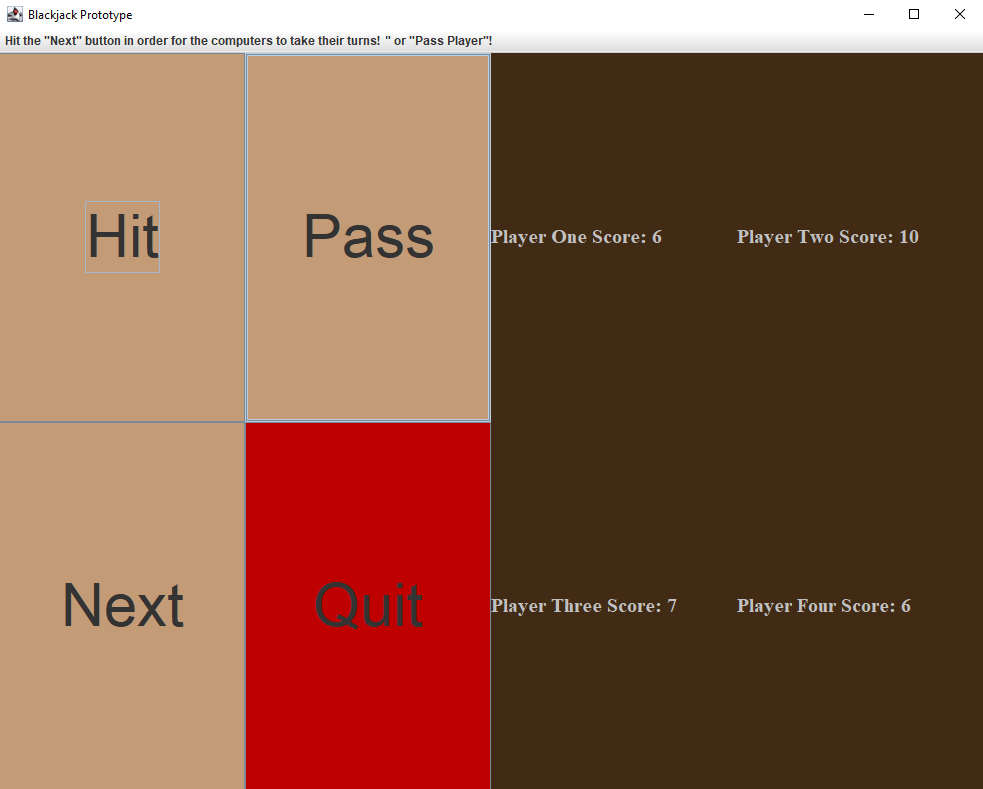 Blackjack Prototype
Hit the "Next" button in order for the computers to take their turns! " or "Pass Player"!
Hit
Pass
Player One Score: 6
Player Two Score: 10
Next
Quit
Player Three Score: 7
Player Four Score: 6